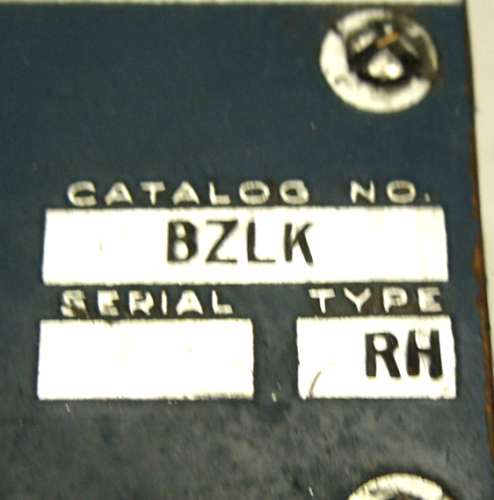 CATALOG NO.
BZLK
SERIAL TYPE
RH